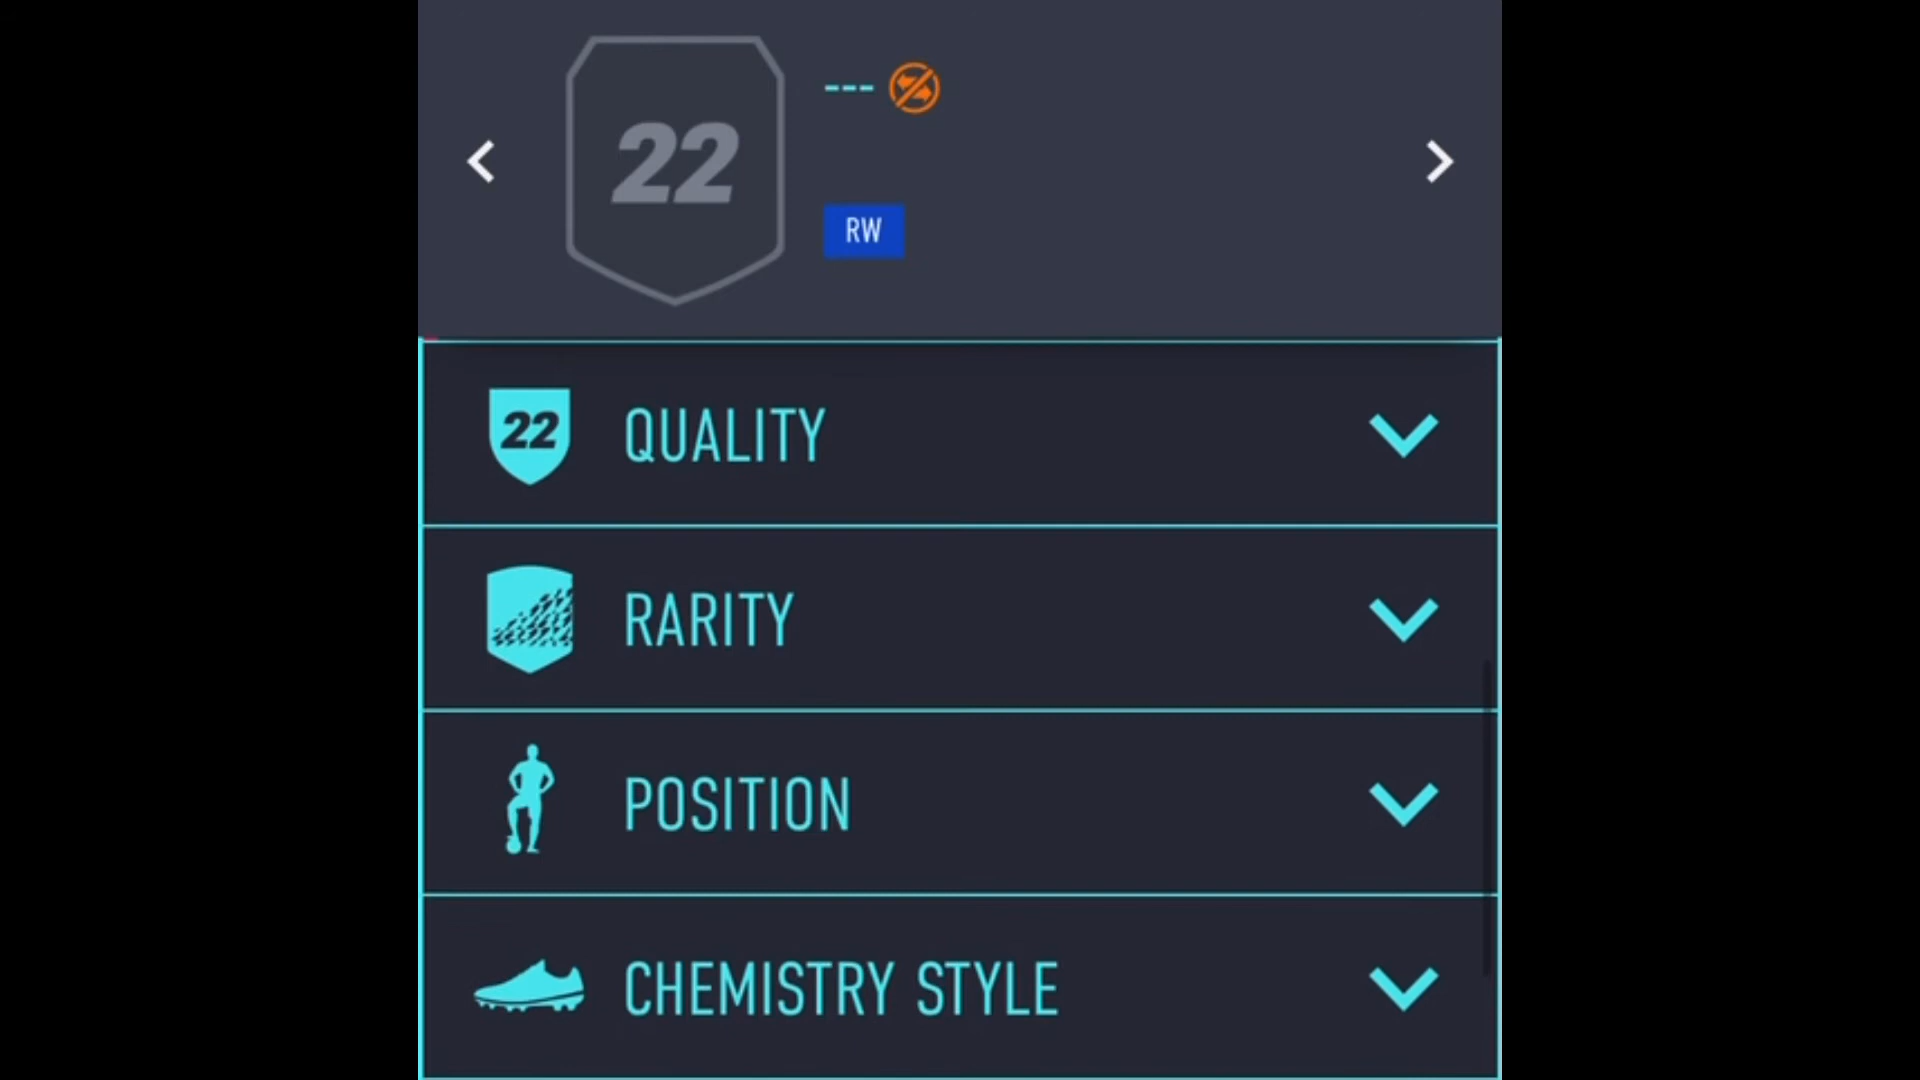 22
---
RW
22
QUALITY
RARITY
POSITION
CHEMISTRY STYLE